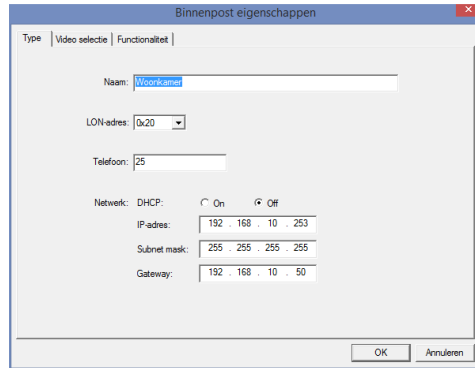 Binnenpost eigenschappen
Type Video selectie Functionaliteit
Naam: Woonkamer
LON-adres: 0x20
Telefoon: 25
Netwerk: DHCP: On Off
IP-adres: 192 . 168 . 10 . 253
Subnet mask: 255 . 255 . 255 . 255
Gateway: 192 . 168 . 10 . 50
OK Annuleren